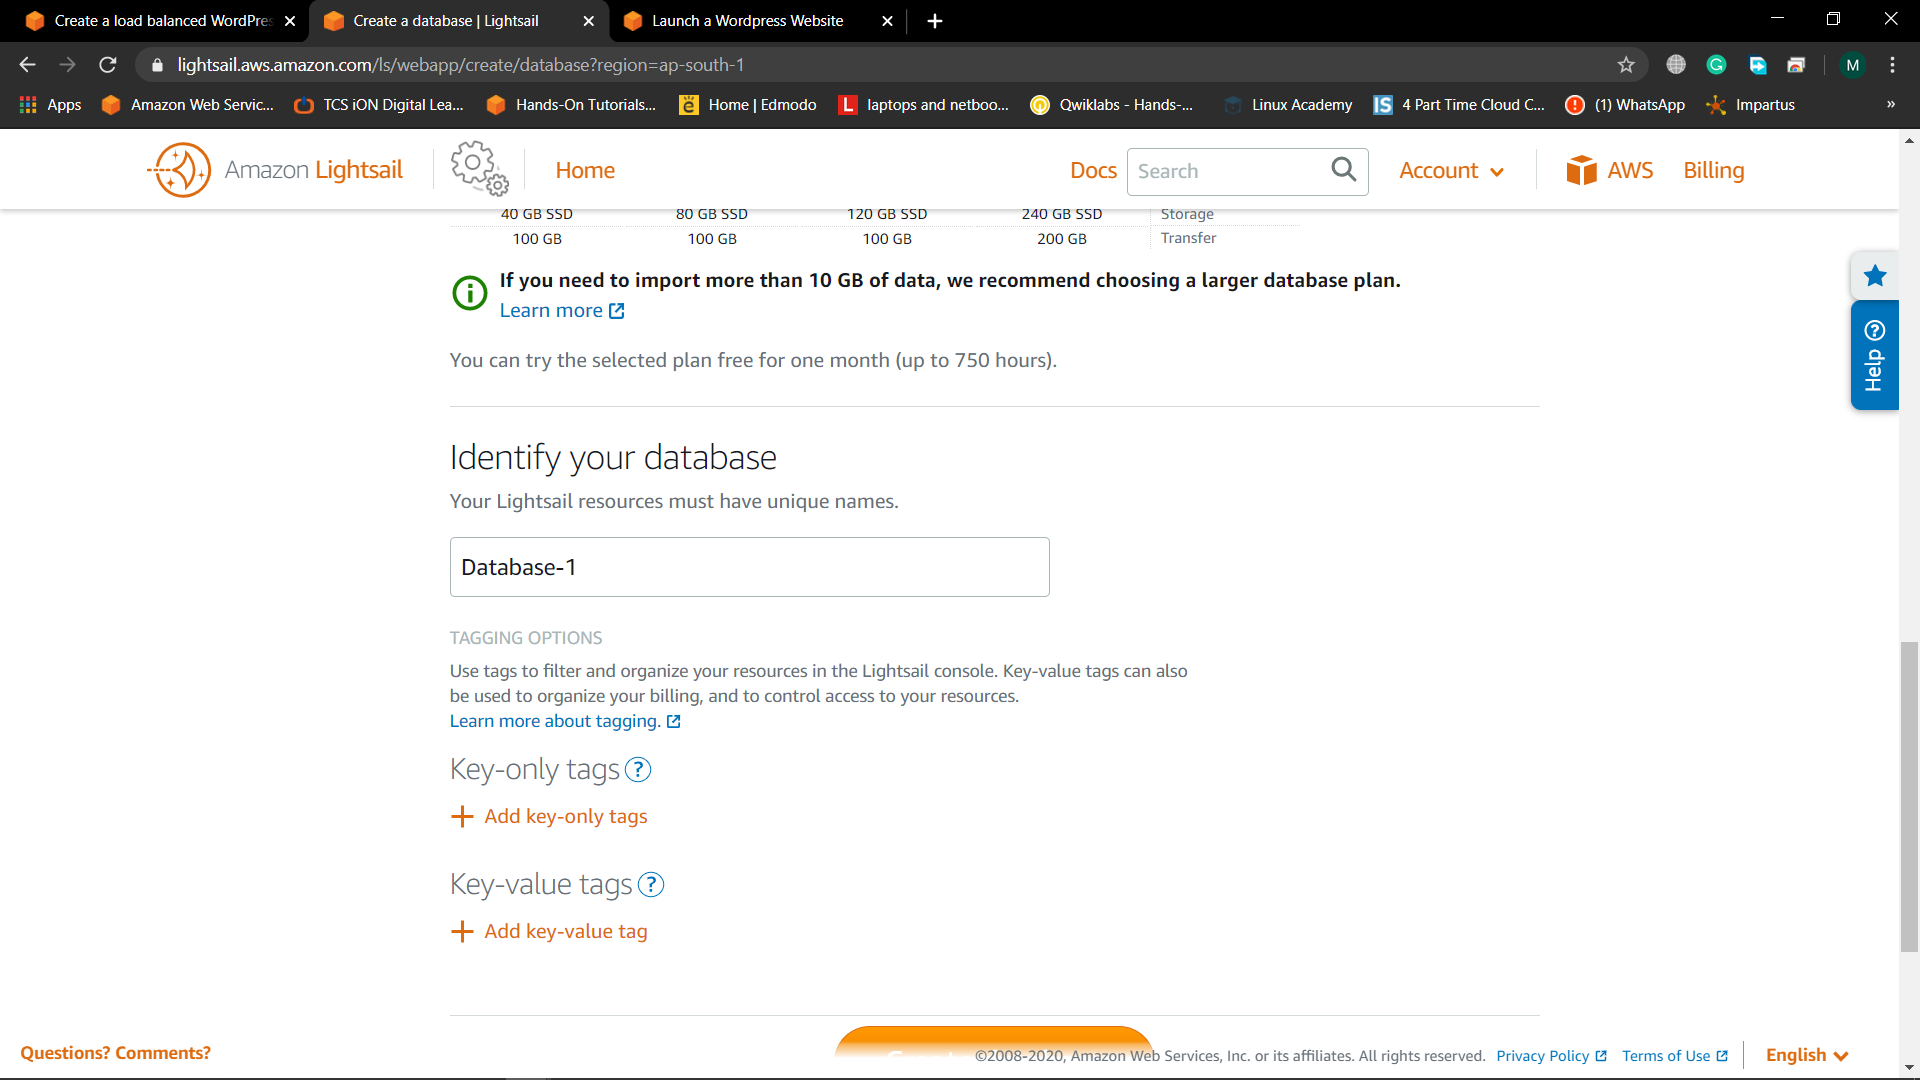 Create a load balanced WordPres
Create a database | Lightsail
Launch a Wordpress Website
lightsail.aws.amazon.com/ls/webapp/create/database?region=ap-south-1
M
Apps
Amazon Web Servic...
TCS iON Digital Lea...
Hands-On Tutorials...
Home | Edmodo
laptops and netboo...
Qwiklabs - Hands-...
Linux Academy
4 Part Time Cloud C...
(1) WhatsApp
Impartus
»
Amazon Lightsail
Home
Docs
Search
Account
AWS
Billing
40 GB SSD 80 GB SSD 120 GB SSD 240 GB SSD Storage
100 GB 100 GB 100 GB 200 GB Transfer
If you need to import more than 10 GB of data, we recommend choosing a larger database plan.
Learn more
You can try the selected plan free for one month (up to 750 hours).
Help
Identify your database
Your Lightsail resources must have unique names.
Database-1
TAGGING OPTIONS
Use tags to filter and organize your resources in the Lightsail console. Key-value tags can also
be used to organize your billing, and to control access to your resources.
Learn more about tagging.
Key-only tags
Add key-only tags
Key-value tags
Add key-value tag
Questions? Comments?
©2008-2020, Amazon Web Services, Inc. or its affiliates. All rights reserved. Privacy Policy Terms of Use English